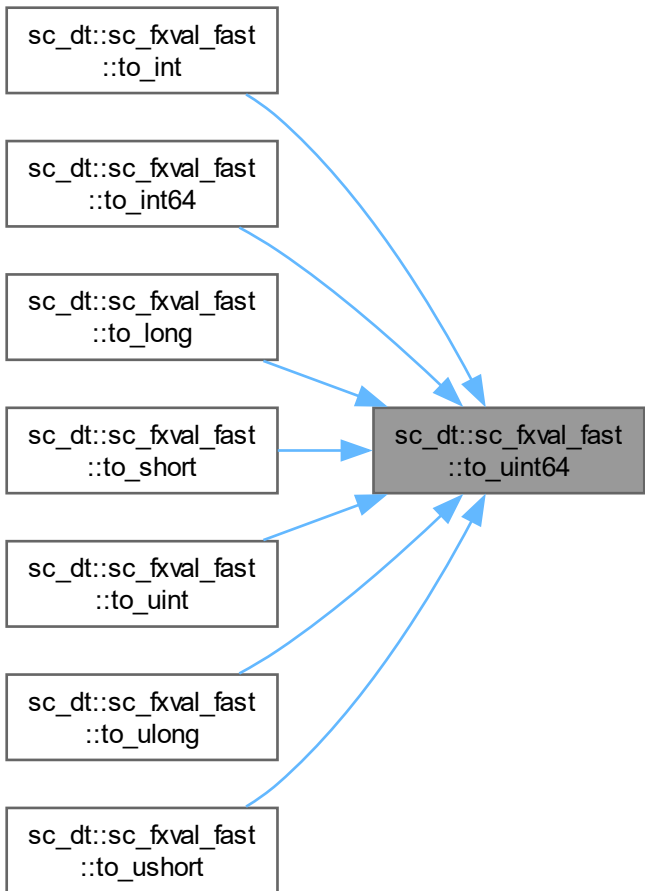 sc_dt::sc_fxval_fast
::to_int
sc_dt::sc_fxval_fast
::to_int64
sc_dt::sc_fxval_fast
::to_long
sc_dt::sc_fxval_fast
::to_short
sc_dt::sc_fxval_fast
::to_uint64
sc_dt::sc_fxval_fast
::to_uint
sc_dt::sc_fxval_fast
::to_ulong
sc_dt::sc_fxval_fast
::to_ushort